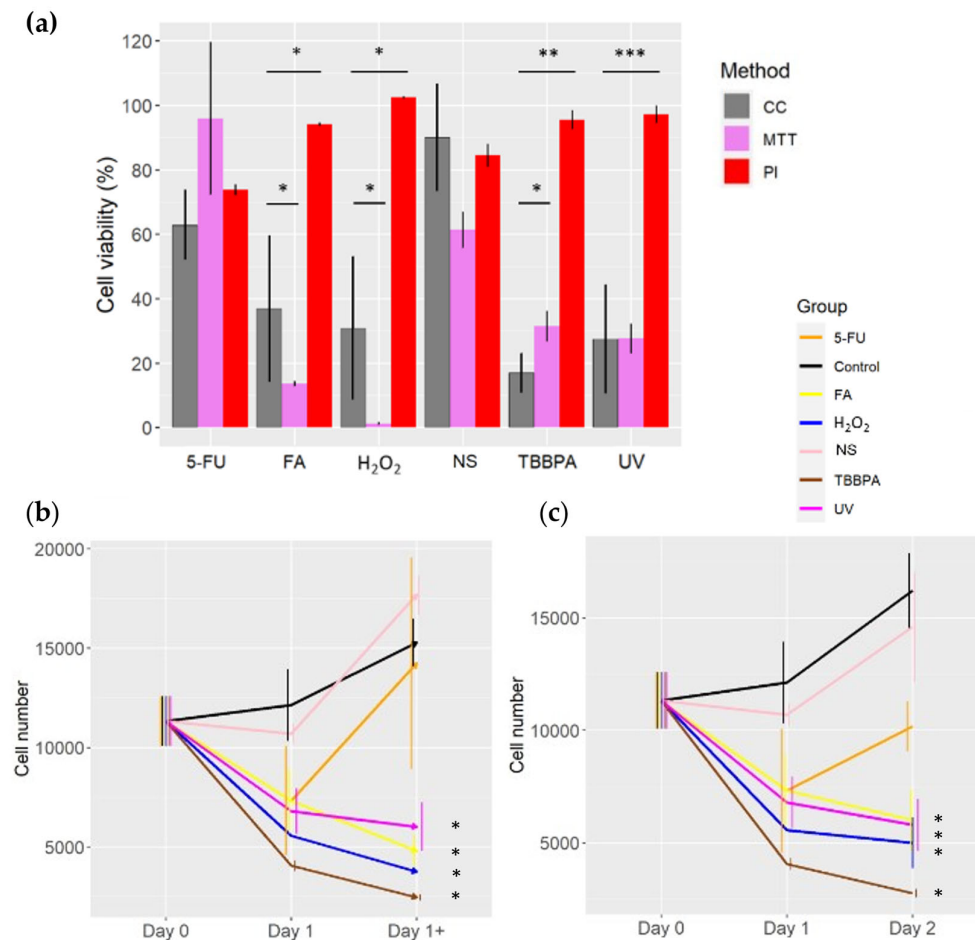 (a)
120
100
80
60
40
20
0
Cell viability (%)
* * ** ***
* * *
5-FU FA H₂O₂ NS TBBPA UV
Method
CC
MTT
PI
Group
5-FU
Control
FA
H₂O₂
NS
TBBPA
UV
(b)
20000
15000
10000
5000
Cell number
*
*
*
*
Day 0 Day 1 Day 1+
(c)
15000
10000
5000
Cell number
*
*
*
*
Day 0 Day 1 Day 2